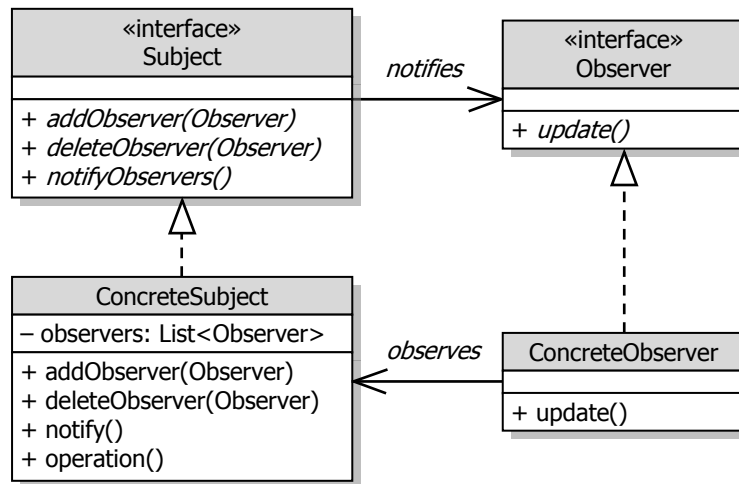 «interface»
Subject
+ addObserver(Observer)
+ deleteObserver(Observer)
+ notifyObservers()
notifies
«interface»
Observer
+ update()
ConcreteSubject
– observers: List<Observer>
+ addObserver(Observer)
+ deleteObserver(Observer)
+ notify()
+ operation()
observes
ConcreteObserver
+ update()